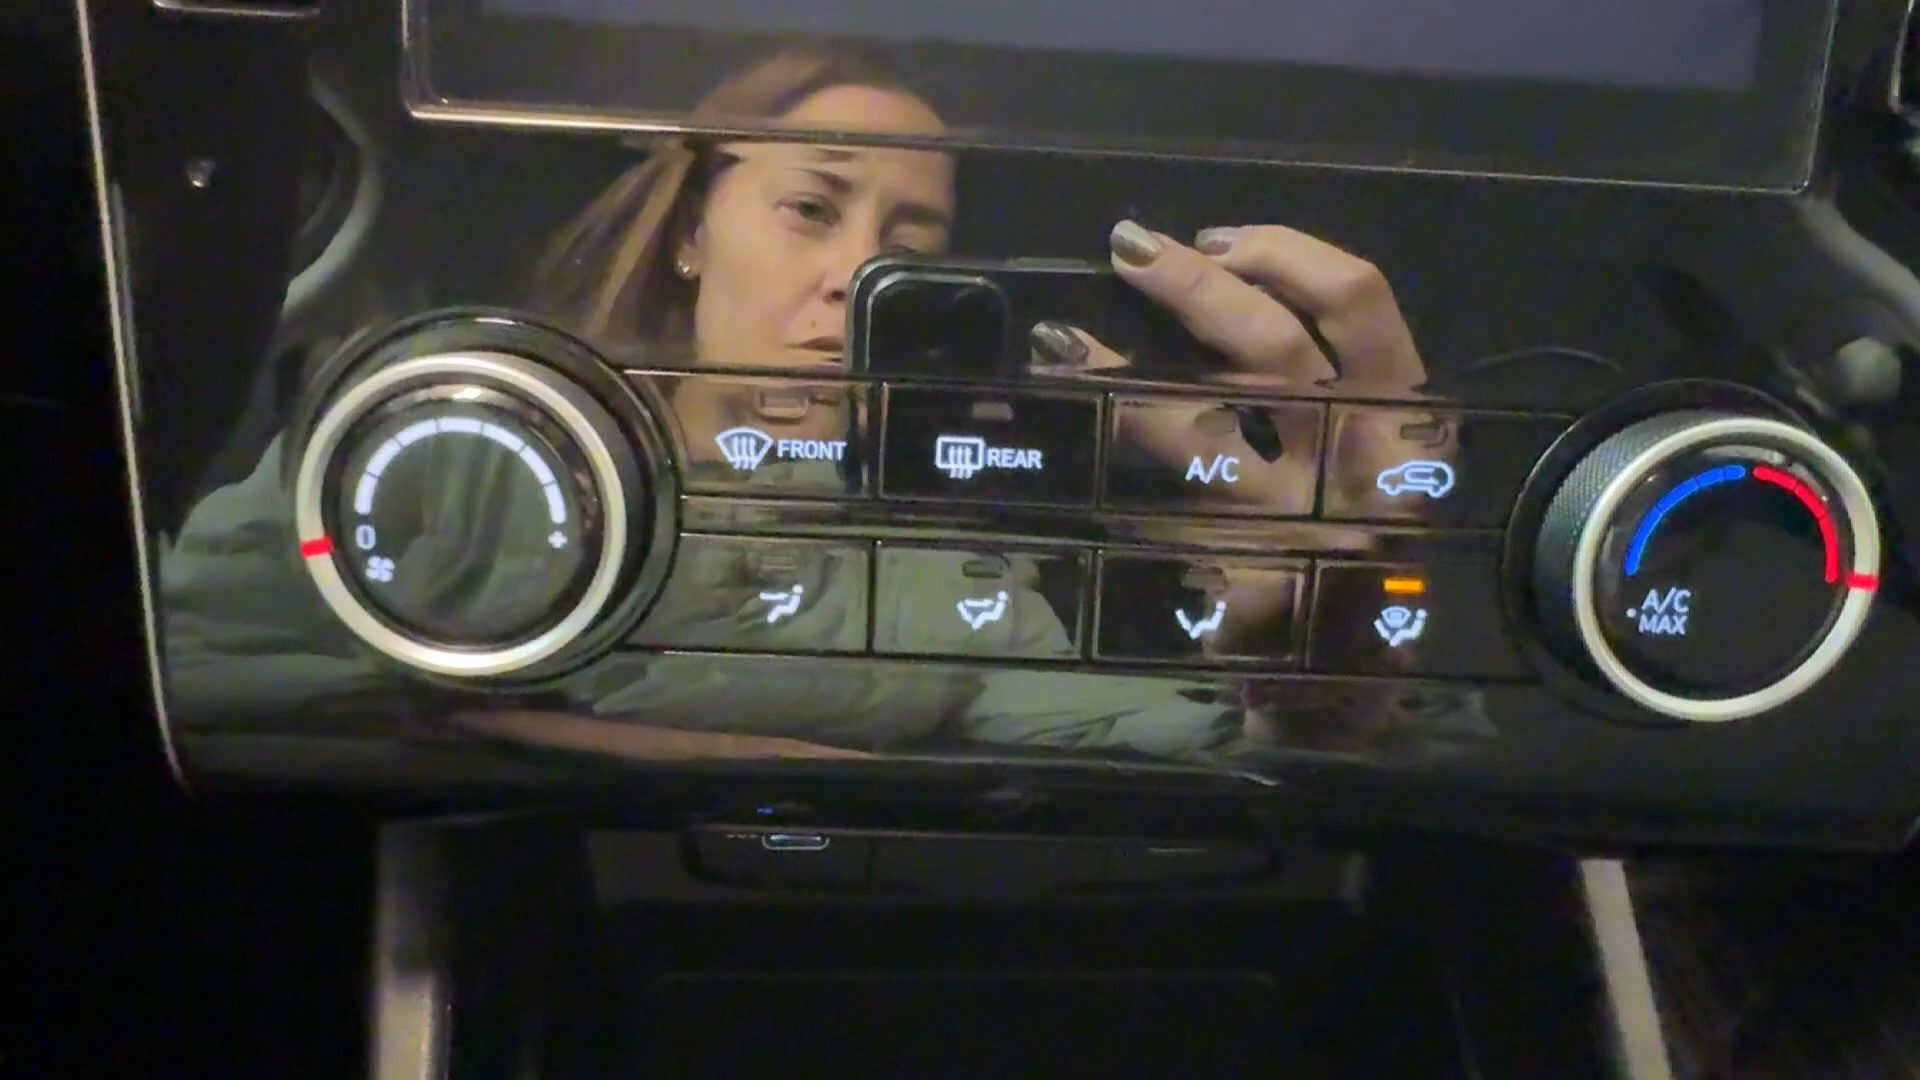 FRONT
REAR
A/C
0
+
A/C
MAX